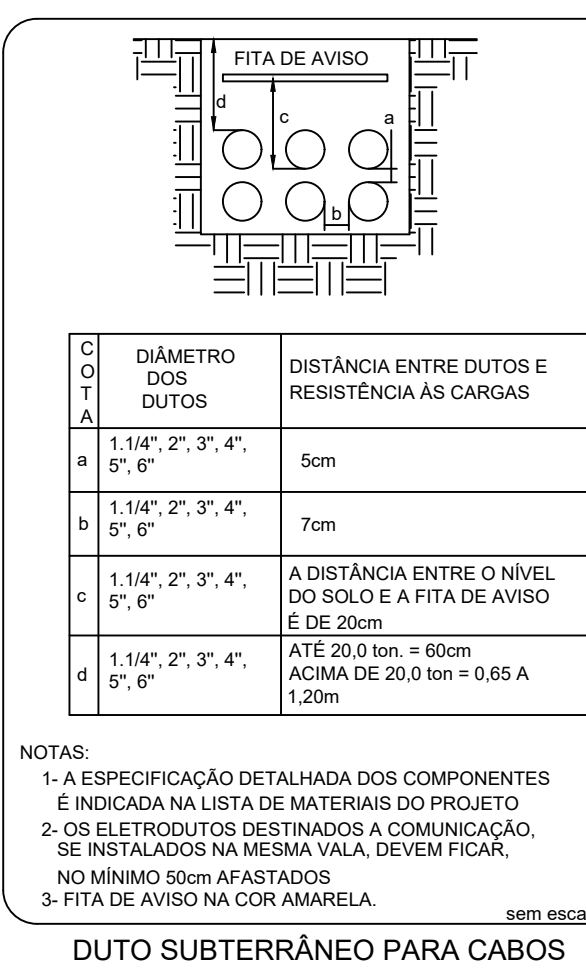 FITA DE AVISO
d
c
a
b
COTA
DIÂMETRO
DOS
DUTOS
DISTÂNCIA ENTRE DUTOS E
RESISTÊNCIA ÀS CARGAS
a
1.1/4", 2", 3", 4",
5", 6"
5cm
b
1.1/4", 2", 3", 4",
5", 6"
7cm
c
1.1/4", 2", 3", 4",
5", 6"
A DISTÂNCIA ENTRE O NÍVEL
DO SOLO E A FITA DE AVISO
É DE 20cm
d
1.1/4", 2", 3", 4",
5", 6"
ATÉ 20,0 ton. = 60cm
ACIMA DE 20,0 ton = 0,65 A
1,20m
NOTAS:
1- A ESPECIFICAÇÃO DETALHADA DOS COMPONENTES
É INDICADA NA LISTA DE MATERIAIS DO PROJETO
2- OS ELETRODUTOS DESTINADOS A COMUNICAÇÃO,
SE INSTALADOS NA MESMA VALA, DEVEM FICAR,
NO MÍNIMO 50cm AFASTADOS
3- FITA DE AVISO NA COR AMARELA.
sem esca
DUTO SUBTERRÂNEO PARA CABOS